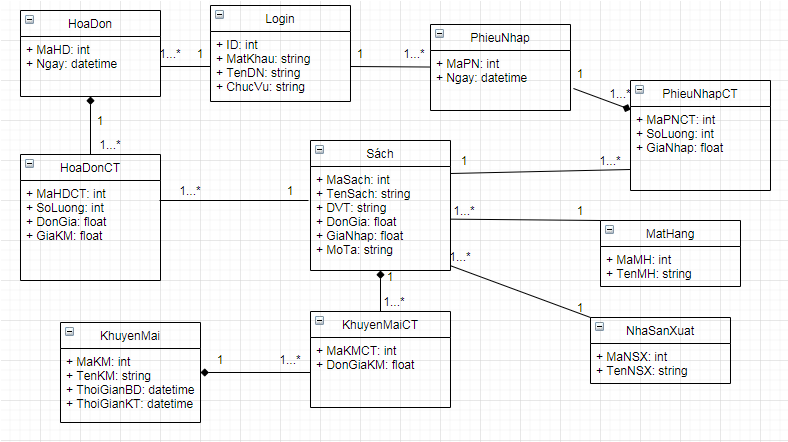 HoaDon
+ MaHD: int
+ Ngay: datetime
1...*
1
Login
+ ID: int
+ MatKhau: string
+ TenDN: string
+ ChucVu: string
1
1...*
PhieuNhap
+ MaPN: int
+ Ngay: datetime
1
1...*
PhieuNhapCT
+ MaPNCT: int
+ SoLuong: int
+ GiaNhap: float
1
1...*
HoaDonCT
+ MaHDCT: int
+ SoLuong: int
+ DonGia: float
+ GiaKM: float
1...*
1
Sách
+ MaSach: int
+ TenSach: string
+ DVT: string
+ DonGia: float
+ GiaNhap: float
+ MoTa: string
1
1...*
1...*
1
MatHang
+ MaMH: int
+ TenMH: string
1...*
1
NhaSanXuat
+ MaNSX: int
+ TenNSX: string
1
1...*
KhuyenMaiCT
+ MaKMCT: int
+ DonGiaKM: float
KhuyenMai
+ MaKM: int
+ TenKM: string
+ ThoiGianBD: datetime
+ ThoiGianKT: datetime
1
1...*